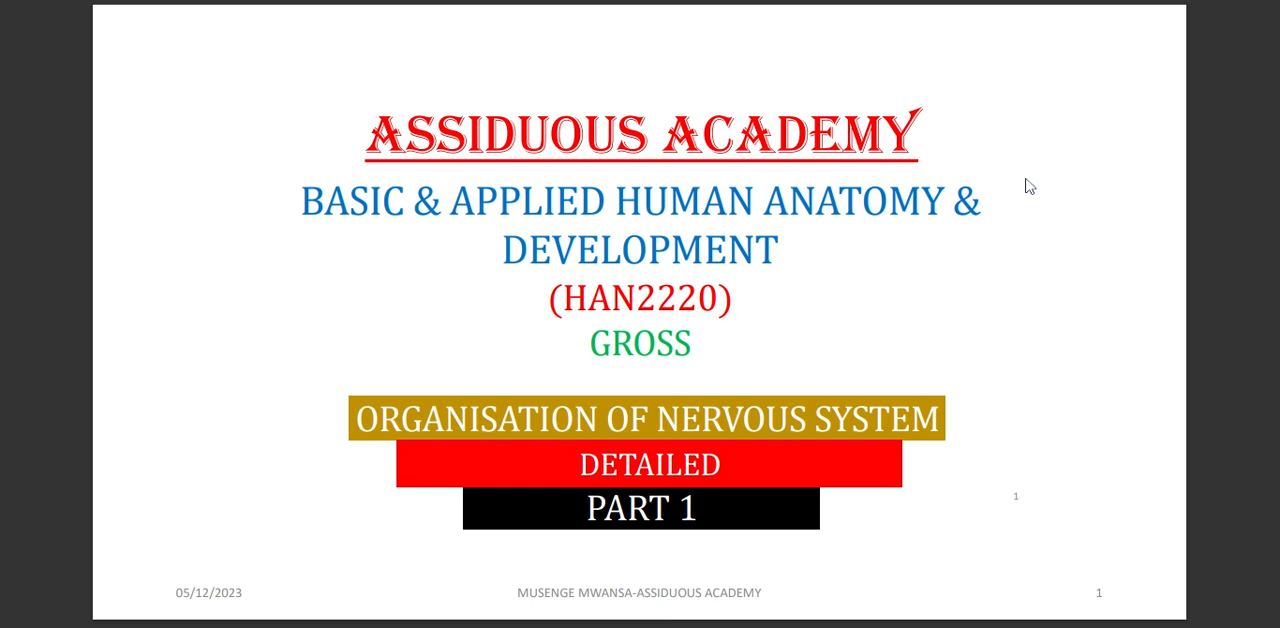 ASSIDUOUS ACADEMY
BASIC & APPLIED HUMAN ANATOMY &
DEVELOPMENT
(HAN2220)
GROSS
ORGANISATION OF NERVOUS SYSTEM
DETAILED
PART 1
1
05/12/2023
MUSENGE MWANSA-ASSIDUOUS ACADEMY
1